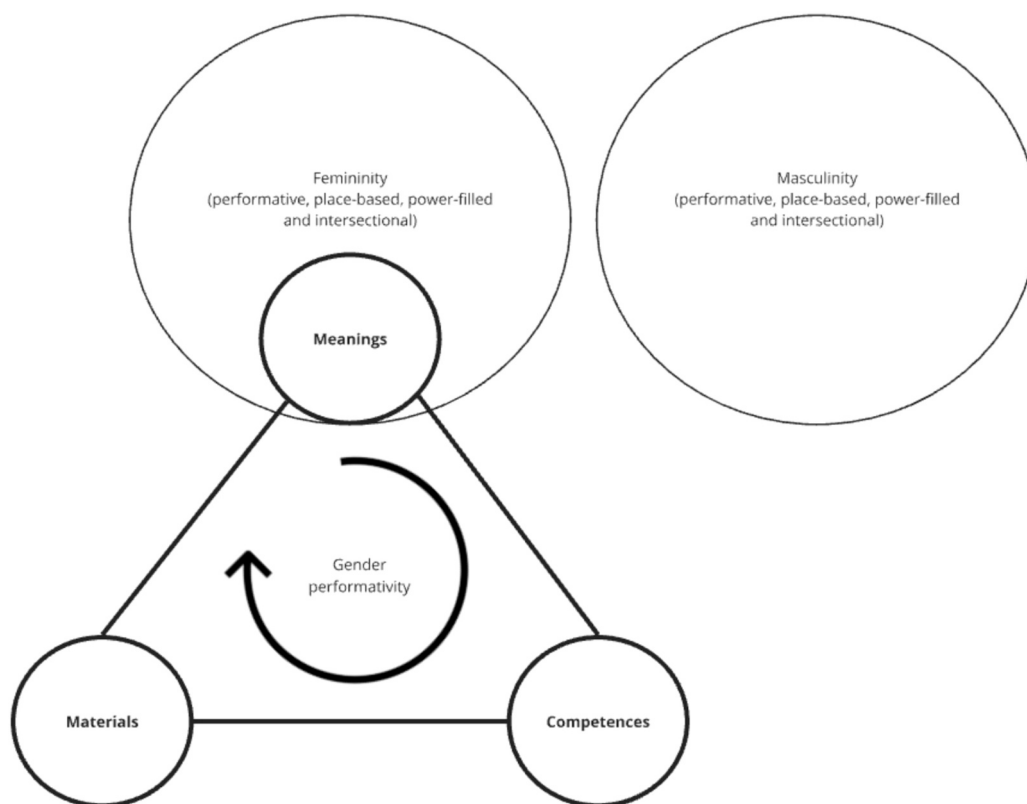 Femininity
(performative, place-based, power-filled
and intersectional)
Masculinity
(performative, place-based, power-filled
and intersectional)
Meanings
Gender
performativity
Materials
Competences